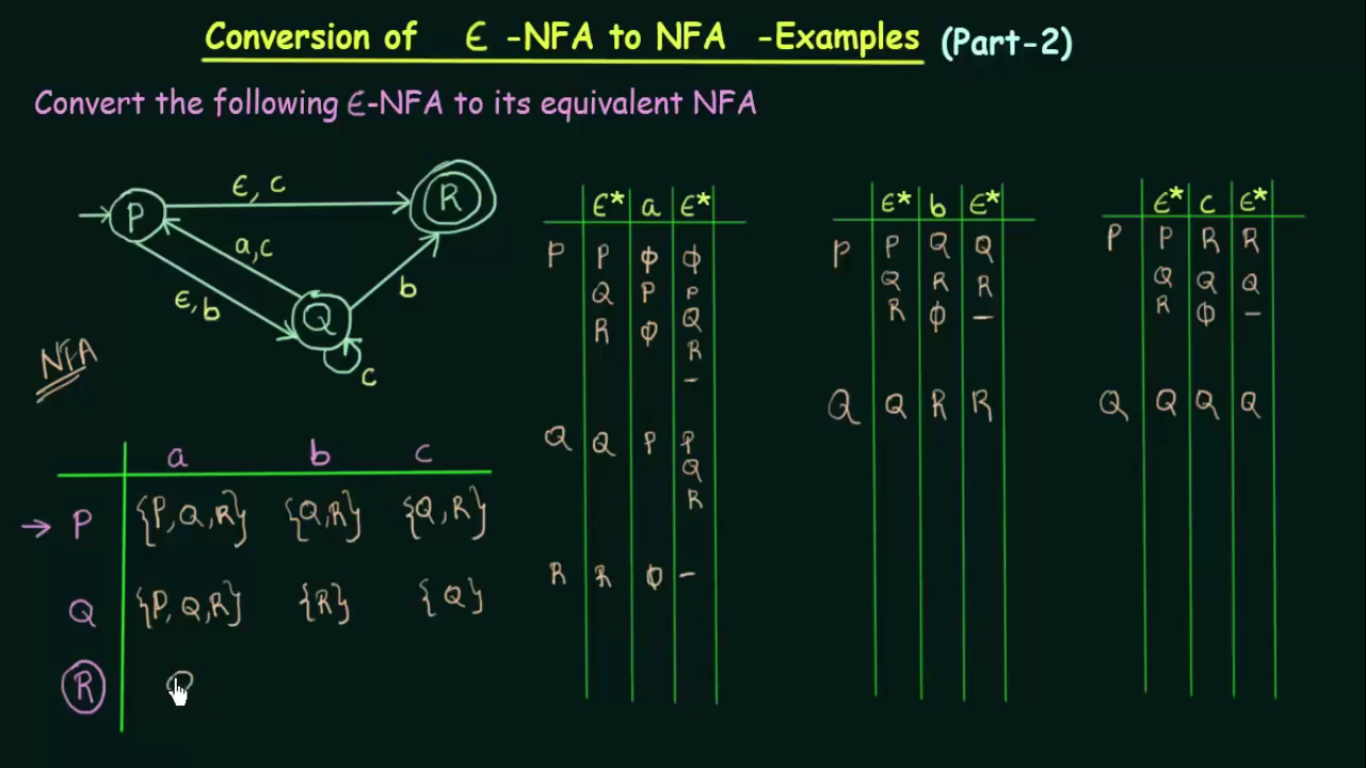 Conversion of ϵ -NFA to NFA -Examples (Part-2)
Convert the following ϵ-NFA to its equivalent NFA
P
ϵ, c
R
a,c
ϵ,b
Q
b
c
NFA
a b c
→ P {P,Q,R} {Q,R} {Q,R}
Q {P,Q,R} {R} {Q}
R
ϵ* a ϵ*
P P ϕ ϕ
Q P P
Q
R ϕ R
–
Q Q P P
Q
R
R R ϕ –
ϵ* b ϵ*
P P Q Q
Q R R
R ϕ –
Q Q R R
ϵ* c ϵ*
P P R R
Q Q Q
R ϕ –
Q Q Q Q